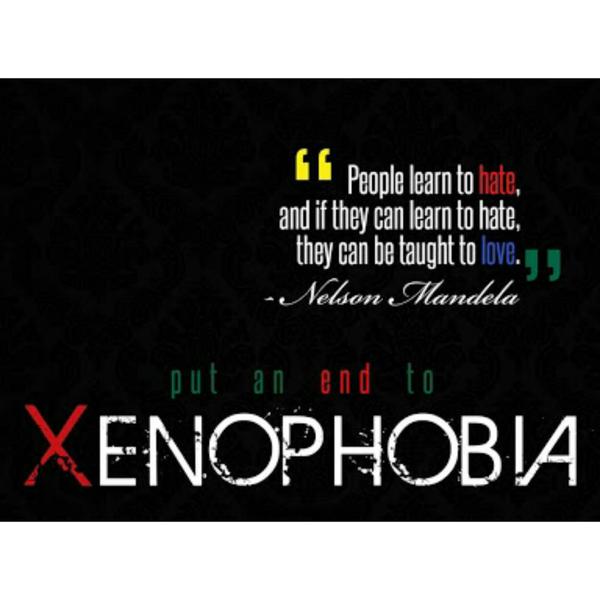 “ People learn to hate,
and if they can learn to hate,
they can be taught to love. ”
- Nelson Mandela
put an end to
XENOPHOBIA